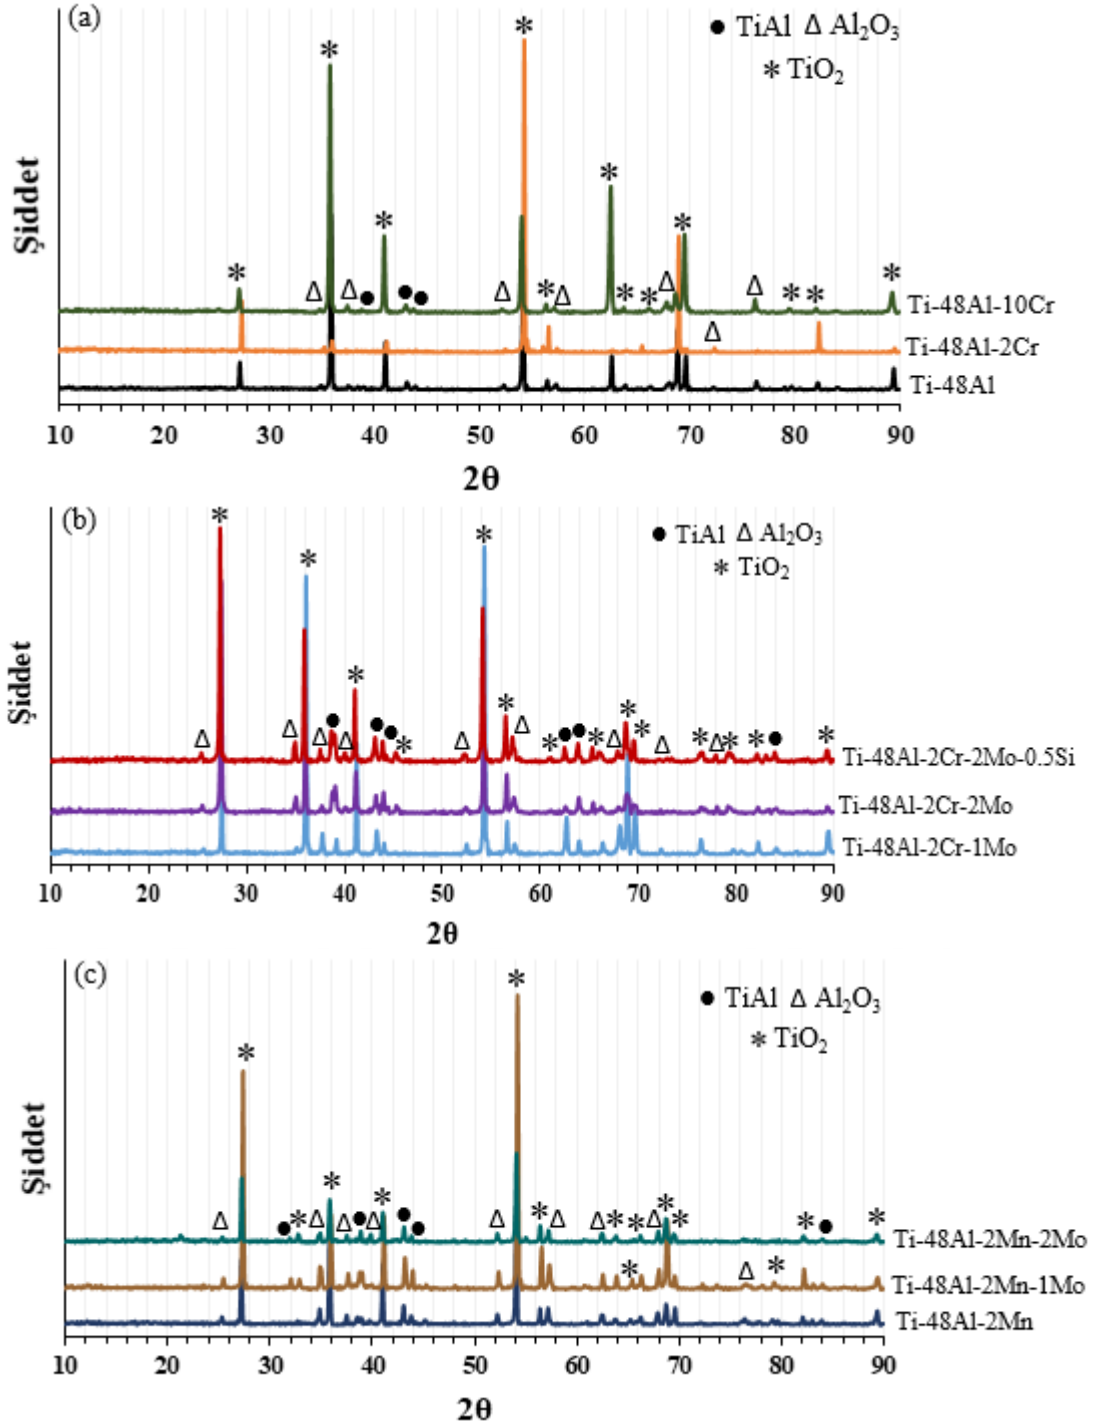 (a)
● TiAl Δ Al₂O₃
* TiO₂
Şiddet
Ti-48Al-10Cr
Ti-48Al-2Cr
Ti-48Al
10 20 30 40 50 60 70 80 90
2θ
(b)
● TiAl Δ Al₂O₃
* TiO₂
Şiddet
Ti-48Al-2Cr-2Mo-0.5Si
Ti-48Al-2Cr-2Mo
Ti-48Al-2Cr-1Mo
10 20 30 40 50 60 70 80 90
2θ
(c)
● TiAl Δ Al₂O₃
* TiO₂
Şiddet
Ti-48Al-2Mn-2Mo
Ti-48Al-2Mn-1Mo
Ti-48Al-2Mn
10 20 30 40 50 60 70 80 90
2θ